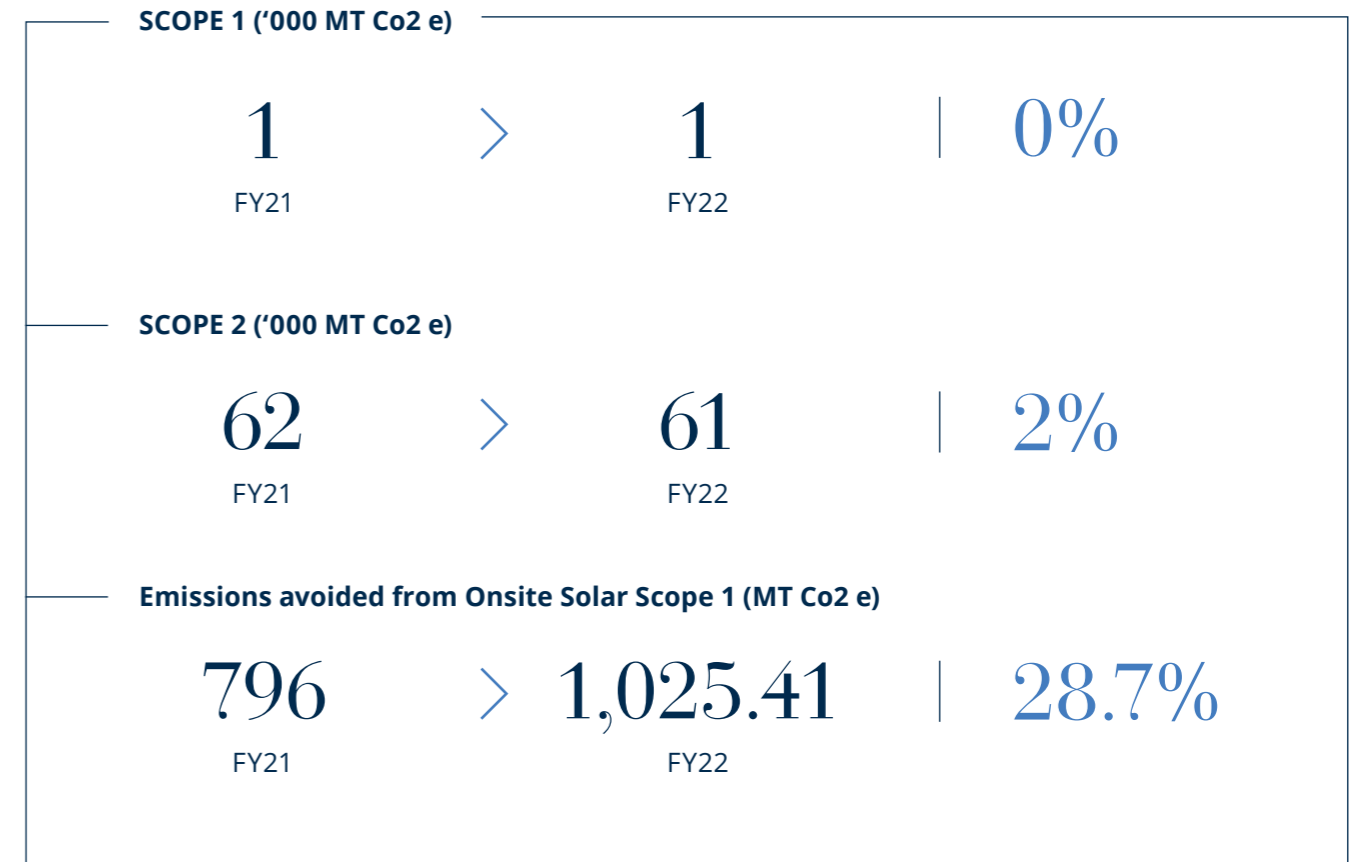 SCOPE 1 (‘000 MT Co2 e)
1 > 1 | 0%
FY21 FY22
SCOPE 2 (‘000 MT Co2 e)
62 > 61 | 2%
FY21 FY22
Emissions avoided from Onsite Solar Scope 1 (MT Co2 e)
796 > 1,025.41 | 28.7%
FY21 FY22